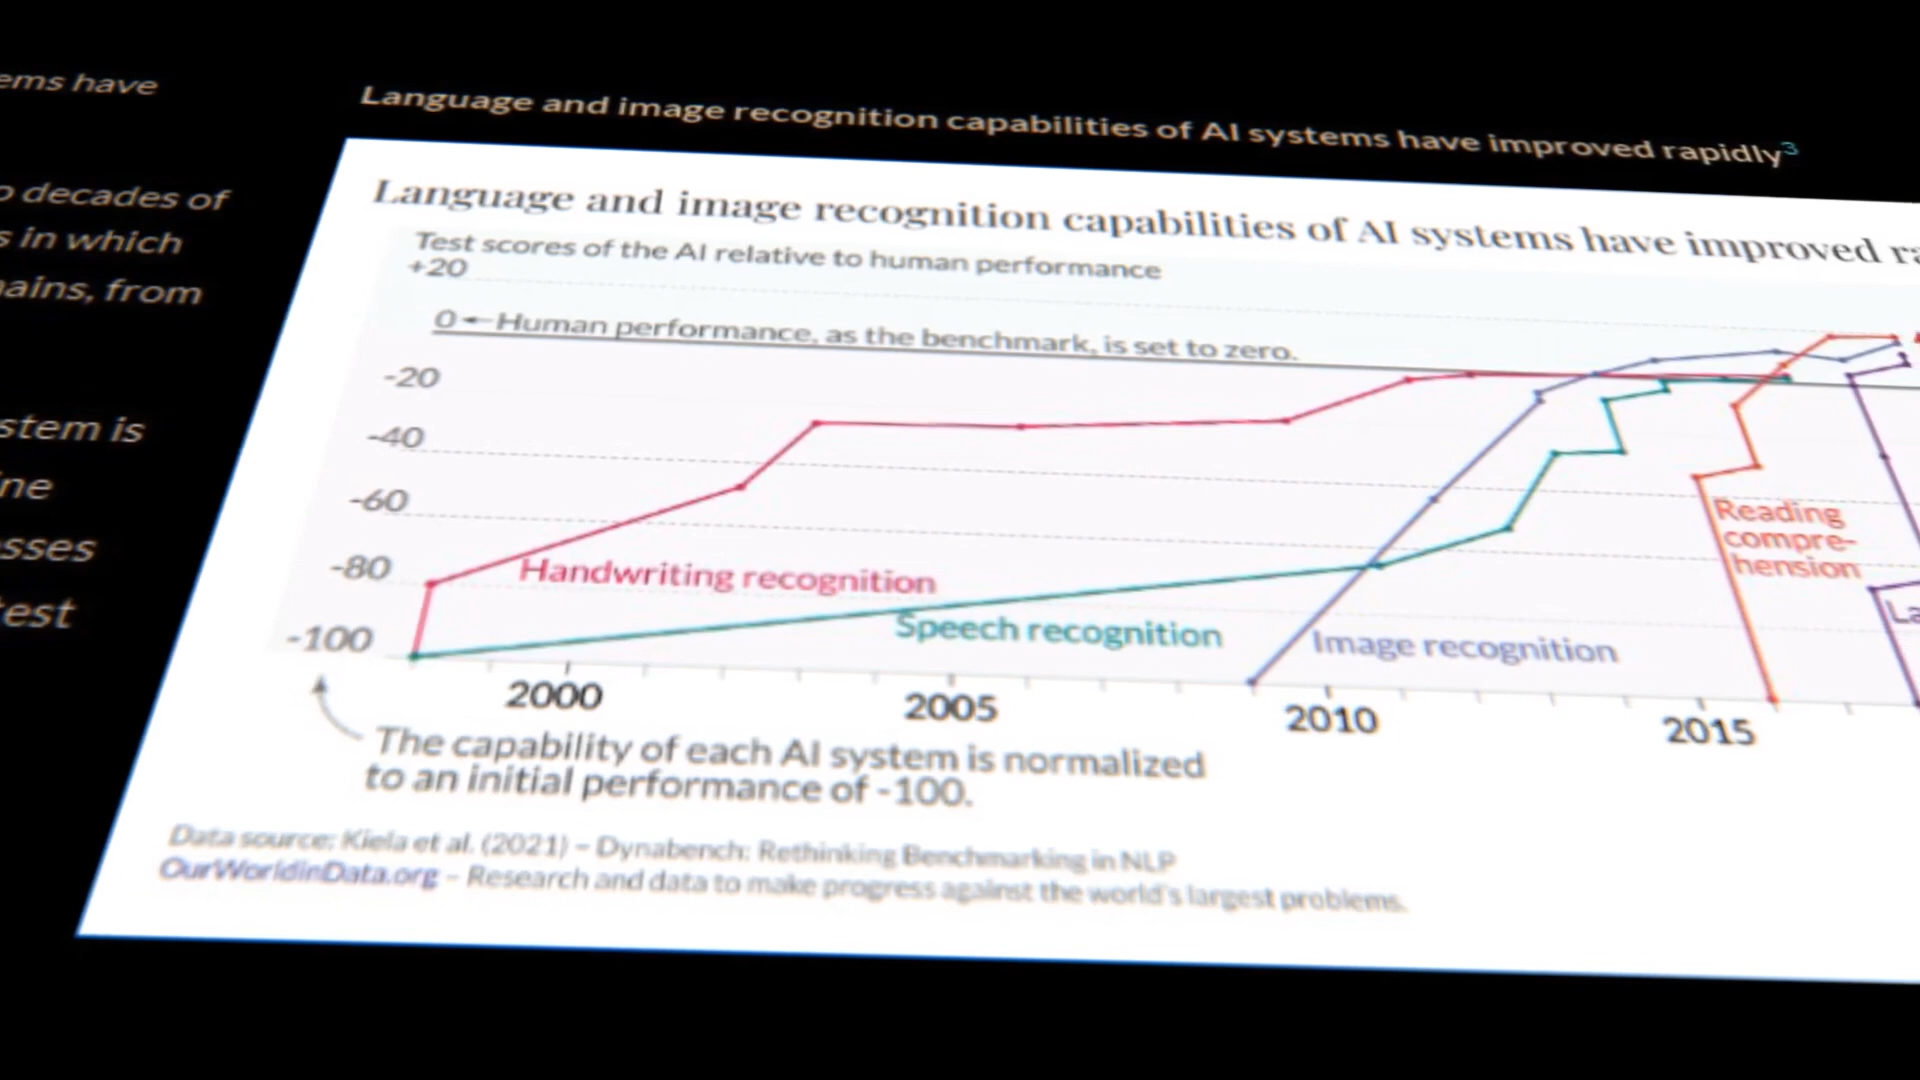 ems have
decades of
s in which
ains, from
stem is
ine
sses
test
Language and image recognition capabilities of AI systems have improved rapidly3
Language and image recognition capabilities of AI systems have improved ra
Test scores of the AI relative to human performance
+20
0 ← Human performance, as the benchmark, is set to zero.
-20
-40
-60
-80
-100
Handwriting recognition
Speech recognition
Image recognition
Reading
compre-
hension
La
2000
2005
2010
2015
The capability of each AI system is normalized
to an initial performance of -100.
Data source: Kiela et al. (2021) – Dynabench: Rethinking Benchmarking in NLP
OurWorldinData.org – Research and data to make progress against the world's largest problems.